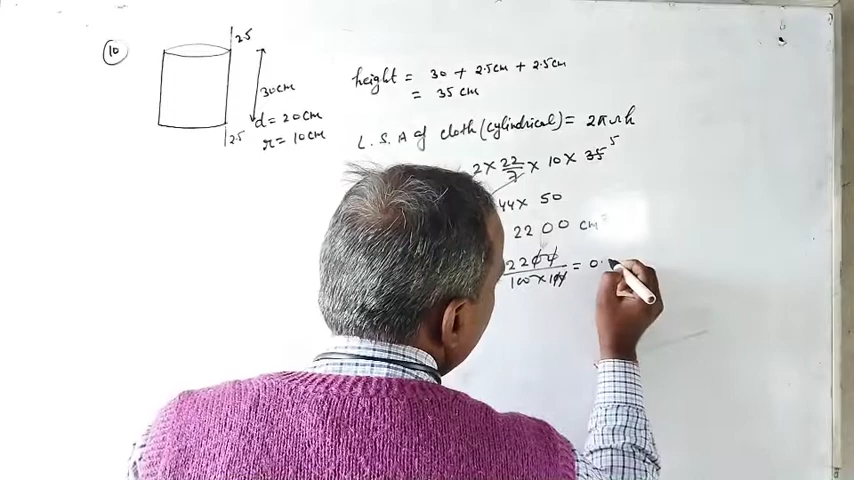 10
2.5
30cm
d = 20cm
r = 10cm
2.5
height = 30 + 2.5cm + 2.5cm
= 35 cm
L.S.A of cloth (cylindrical) = 2πrh
2 × 22/7 × 10 × 35 5
44 × 50
2200 cm²
2200 / 100×100 = 0.